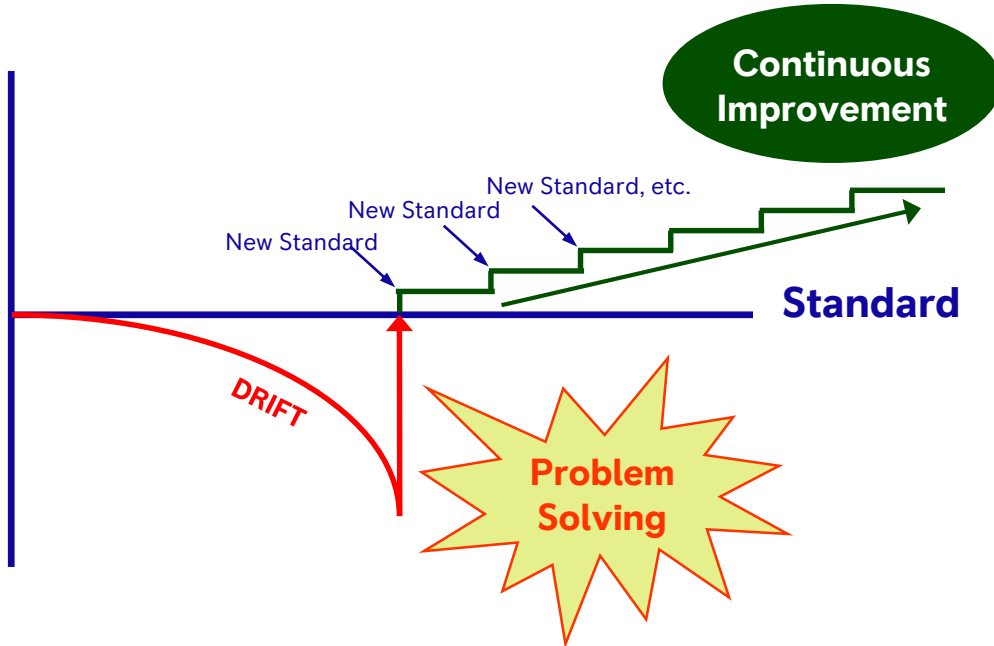 Continuous
Improvement
New Standard, etc.
New Standard
New Standard
Standard
DRIFT
Problem
Solving